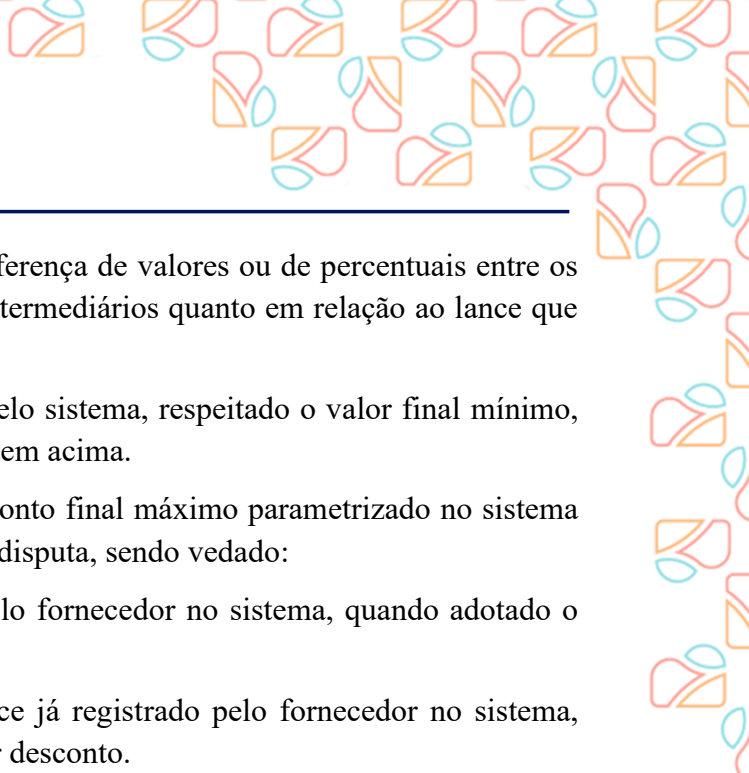 ferença de valores ou de percentuais entre os
termediários quanto em relação ao lance que
elo sistema, respeitado o valor final mínimo,
em acima.
onto final máximo parametrizado no sistema
disputa, sendo vedado:
lo fornecedor no sistema, quando adotado o
ce já registrado pelo fornecedor no sistema,
r desconto.